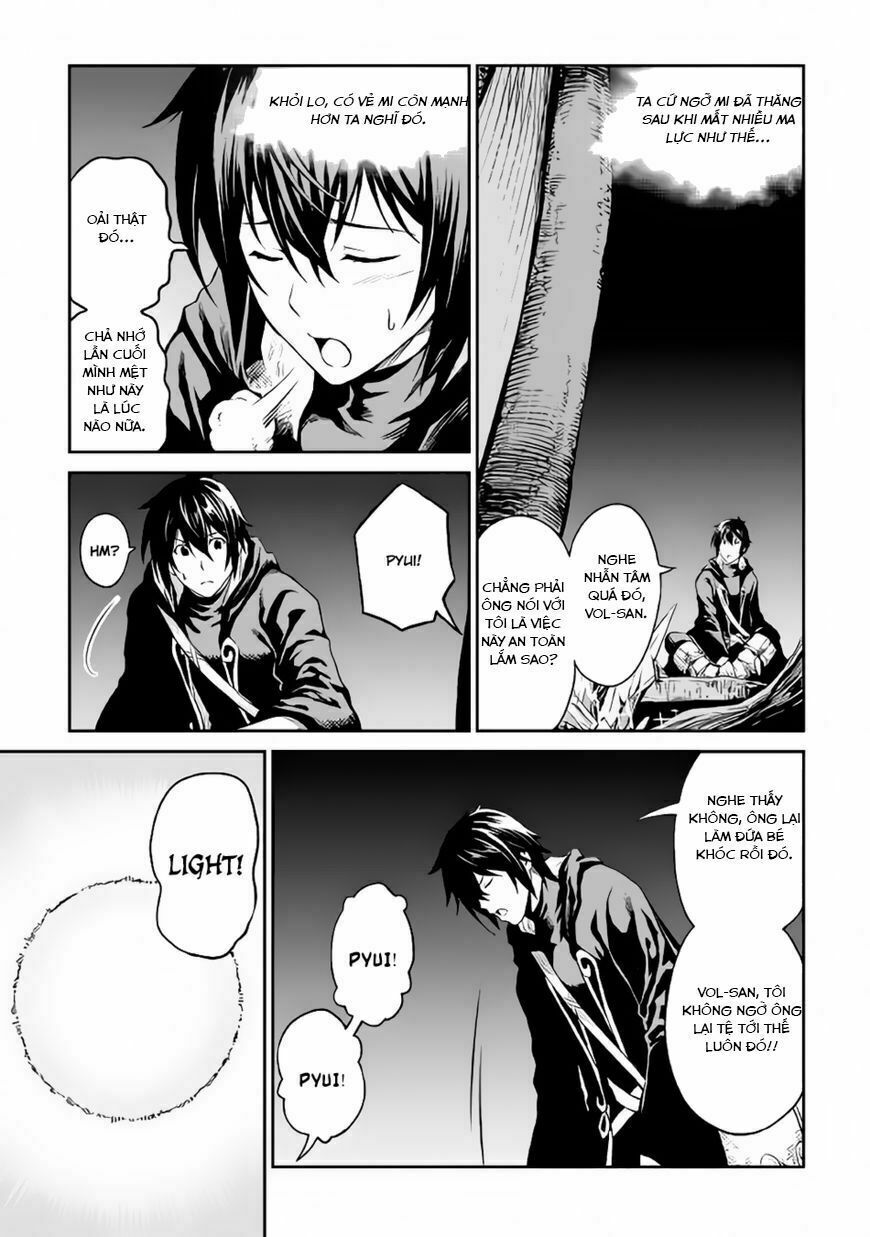 TA CỨ NGỠ MI ĐÃ THĂNG
SAU KHI MẤT NHIỀU MA
LỰC NHƯ THẾ...
NGHE
NHẪN TÂM
QUÁ ĐÓ,
VOL-SAN.
CHẲNG PHẢI
ÔNG NÓI VỚI
TÔI LÀ VIỆC
NÀY AN TOÀN
LẮM SAO?
KHỎI LO, CÓ VẺ MI CÒN MẠNH
HƠN TA NGHĨ ĐÓ.
OẢI THẬT
ĐÓ...
CHẢ NHỚ
LẦN CUỐI
MÌNH MỆT
NHƯ NÀY
LÀ LÚC
NÀO NỮA.
PYUI!
HM?
NGHE THẤY
KHÔNG, ÔNG LẠI
LÀM ĐỨA BÉ
KHÓC RỒI ĐÓ.
VOL-SAN, TÔI
KHÔNG NGỜ ÔNG
LẠI TỆ TỚI THẾ
LUÔN ĐÓ!!
PYUI!
PYUI!
LIGHT!